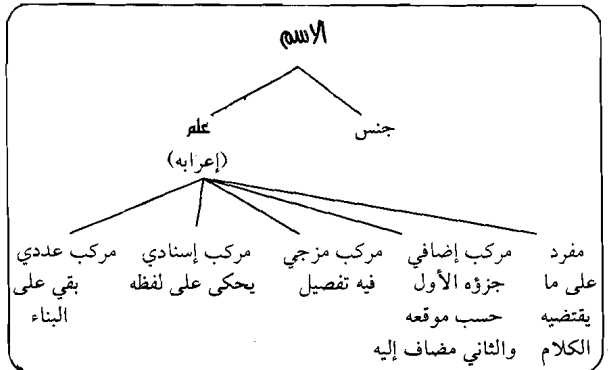 الاسم
جنس علم
(إعرابه)
مفرد مركب إضافي مركب مزجي مركب إسنادي مركب عددي
على ما جزؤه الأول فيه تفصيل يحكى على لفظه بقي على
يقتضيه حسب موقعه البناء
الكلام والثاني مضاف إليه